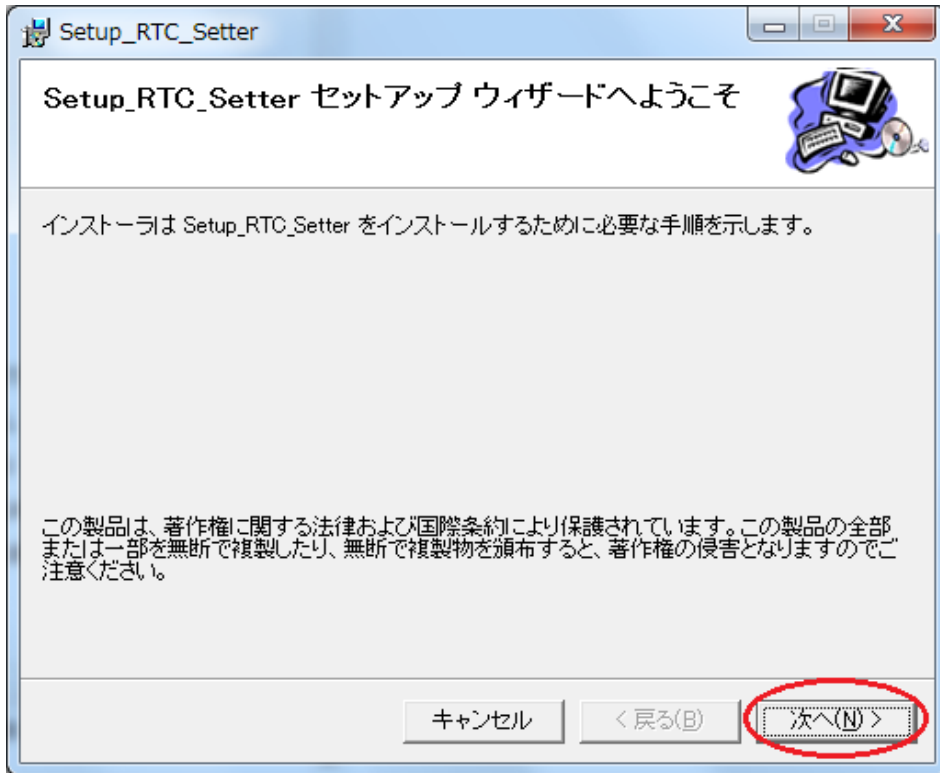 Setup_RTC_Setter
Setup_RTC_Setter セットアップ ウィザードへようこそ
インストーラは Setup_RTC_Setter をインストールするために必要な手順を示します。
この製品は、著作権に関する法律および国際条約により保護されています。この製品の全部
または一部を無断で複製したり、無断で複製物を頒布すると、著作権の侵害となりますのでご
注意ください。
キャンセル
< 戻る(B)
次へ(N) >